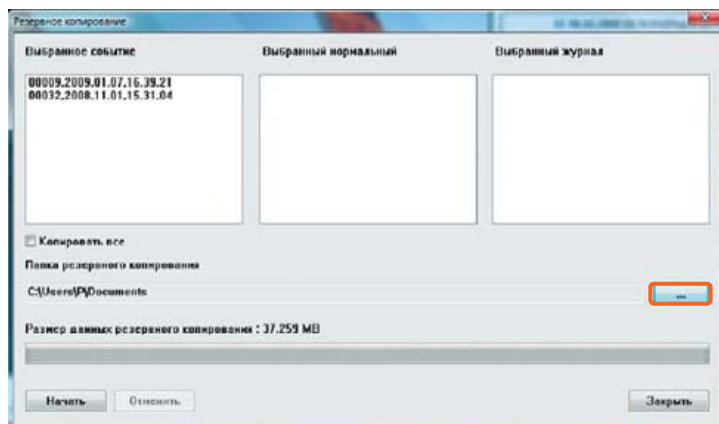 Резервное копирование
Выбранное событие
Выбранный нормальный
Выбранный журнал
00009,2009.01.07,16.39.21
00032,2008.11.01,15.31.04
Копировать все
Папка резервного копирования
C:\Users\P\Documents
...
Размер данных резервного копирования : 37.259 MB
Начать
Отменить
Закрыть